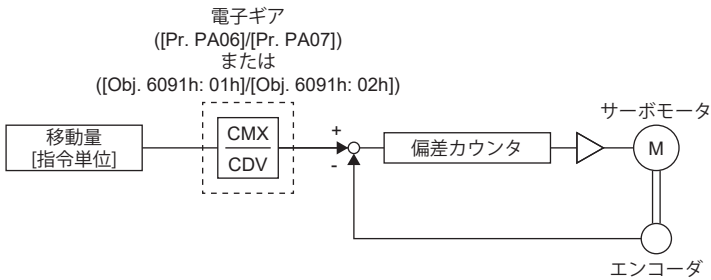 電子ギア
([Pr. PA06]/[Pr. PA07])
または
([Obj. 6091h: 01h]/[Obj. 6091h: 02h])
サーボモータ
移動量
[指令単位]
CMX
CDV
+
-
偏差カウンタ
M
エンコーダ